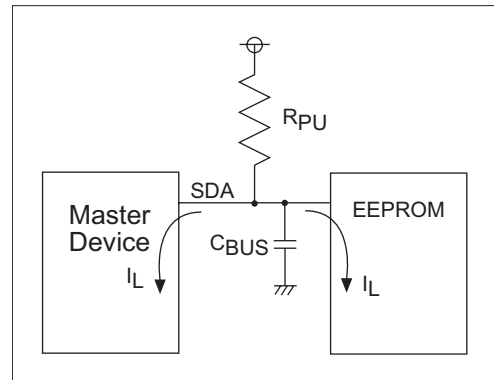 RPU
SDA
Master
Device
EEPROM
CBUS
IL
IL